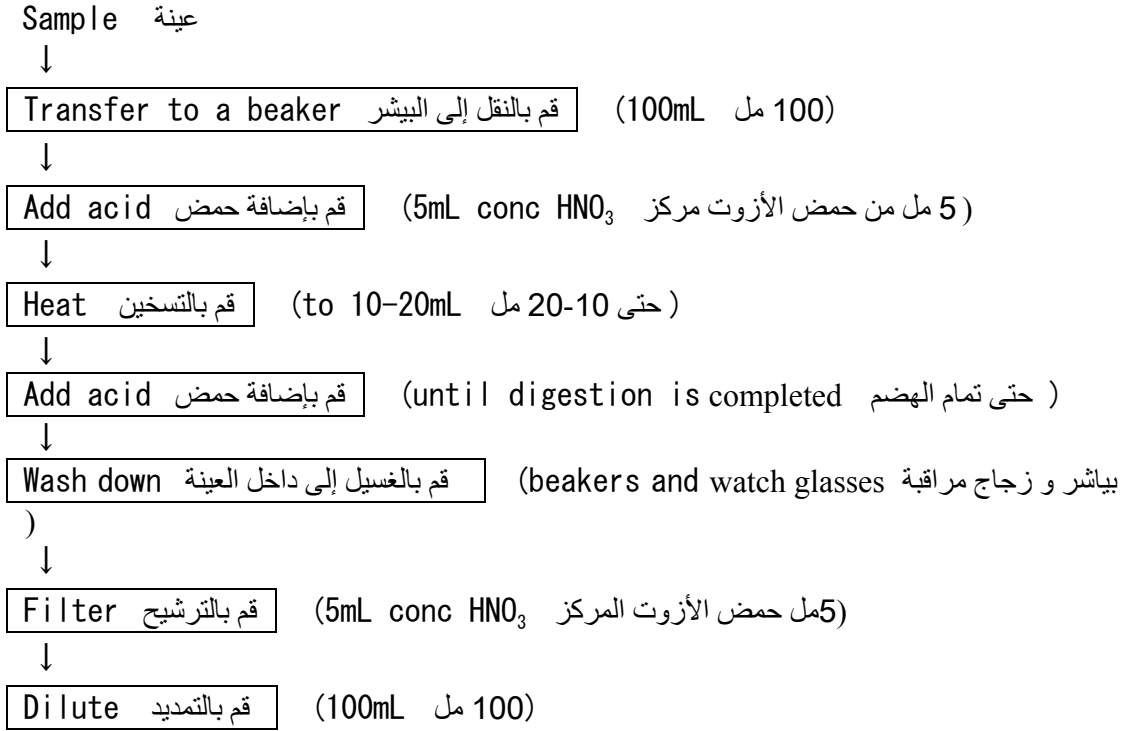 Sample عينة
↓
Transfer to a beaker قم بالنقل إلى البيشر (100mL 100 مل)
↓
Add acid قم بإضافة حمض (5mL conc HNO₃ 5 مل من حمض الأزوت مركز)
↓
Heat قم بالتسخين (to 10-20mL حتى 10-20 مل)
↓
Add acid قم بإضافة حمض (until digestion is completed حتى تمام الهضم)
↓
Wash down قم بالغسيل إلى داخل العينة (beakers and watch glasses بياشر و زجاج مراقبة
)
↓
Filter قم بالترشيح (5mL conc HNO₃ 5مل حمض الأزوت المركز)
↓
Dilute قم بالتمديد (100mL 100 مل)